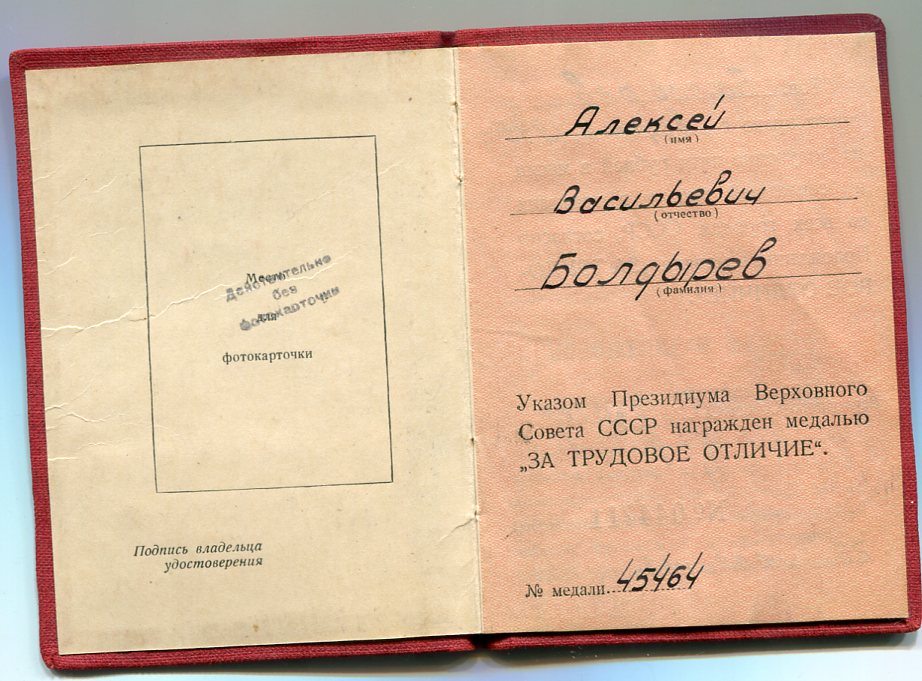 Место
для
фотокарточки
Действительно
без
фотокарточки
Подпись владельца
удостоверения
Алексей
(имя)
Васильевич
(отчество)
Болдырев
(фамилия)
Указом Президиума Верховного
Совета СССР награжден медалью
„ЗА ТРУДОВОЕ ОТЛИЧИЕ“.
№ медали...45464